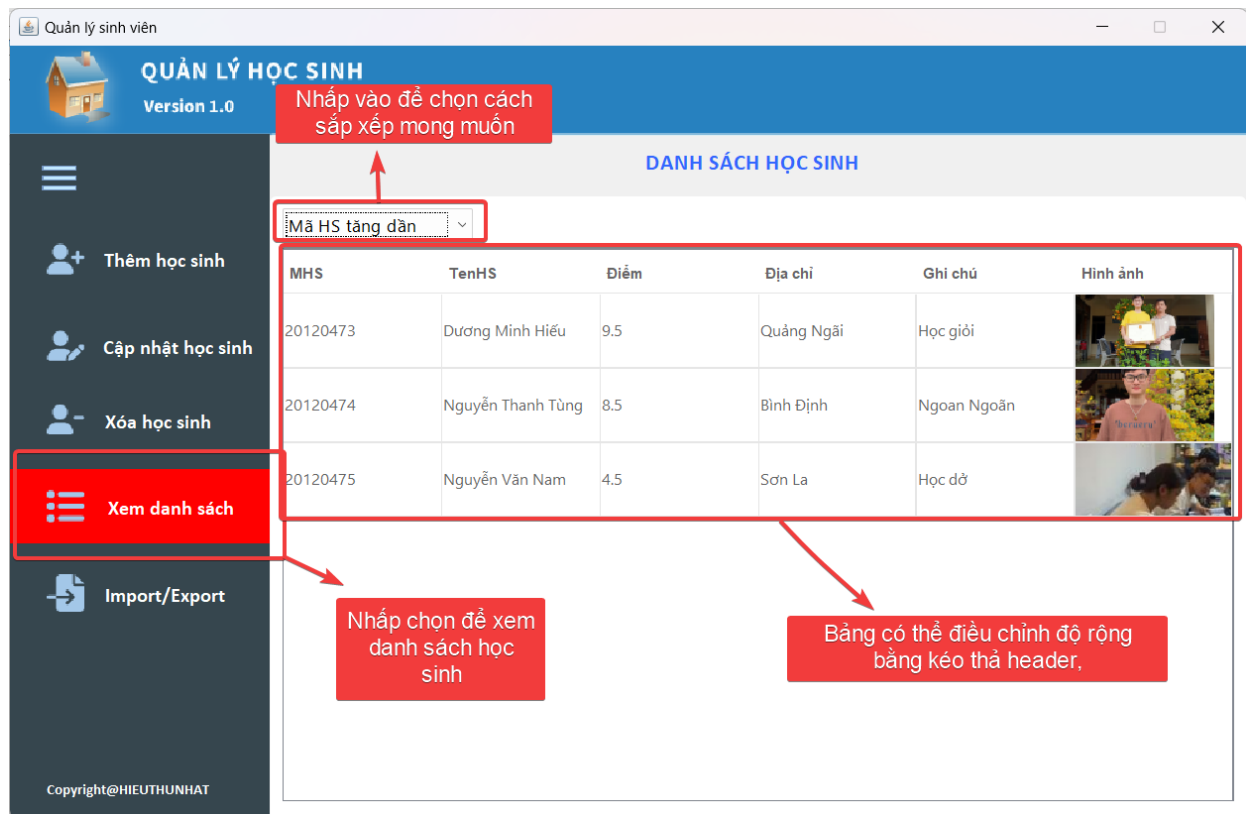 Quản lý sinh viên
QUẢN LÝ HỌC SINH
Version 1.0
Nhấp vào để chọn cách
sắp xếp mong muốn
DANH SÁCH HỌC SINH
Mã HS tăng dần
Thêm học sinh
Cập nhật học sinh
Xóa học sinh
Xem danh sách
Import/Export
MHS TenHS Điểm Địa chỉ Ghi chú Hình ảnh
20120473 Dương Minh Hiếu 9.5 Quảng Ngãi Học giỏi
20120474 Nguyễn Thanh Tùng 8.5 Bình Định Ngoan Ngoãn
20120475 Nguyễn Văn Nam 4.5 Sơn La Học dở
Nhấp chọn để xem
danh sách học
sinh
Bảng có thể điều chỉnh độ rộng
bằng kéo thả header,
Copyright@HIEUTHUNHAT